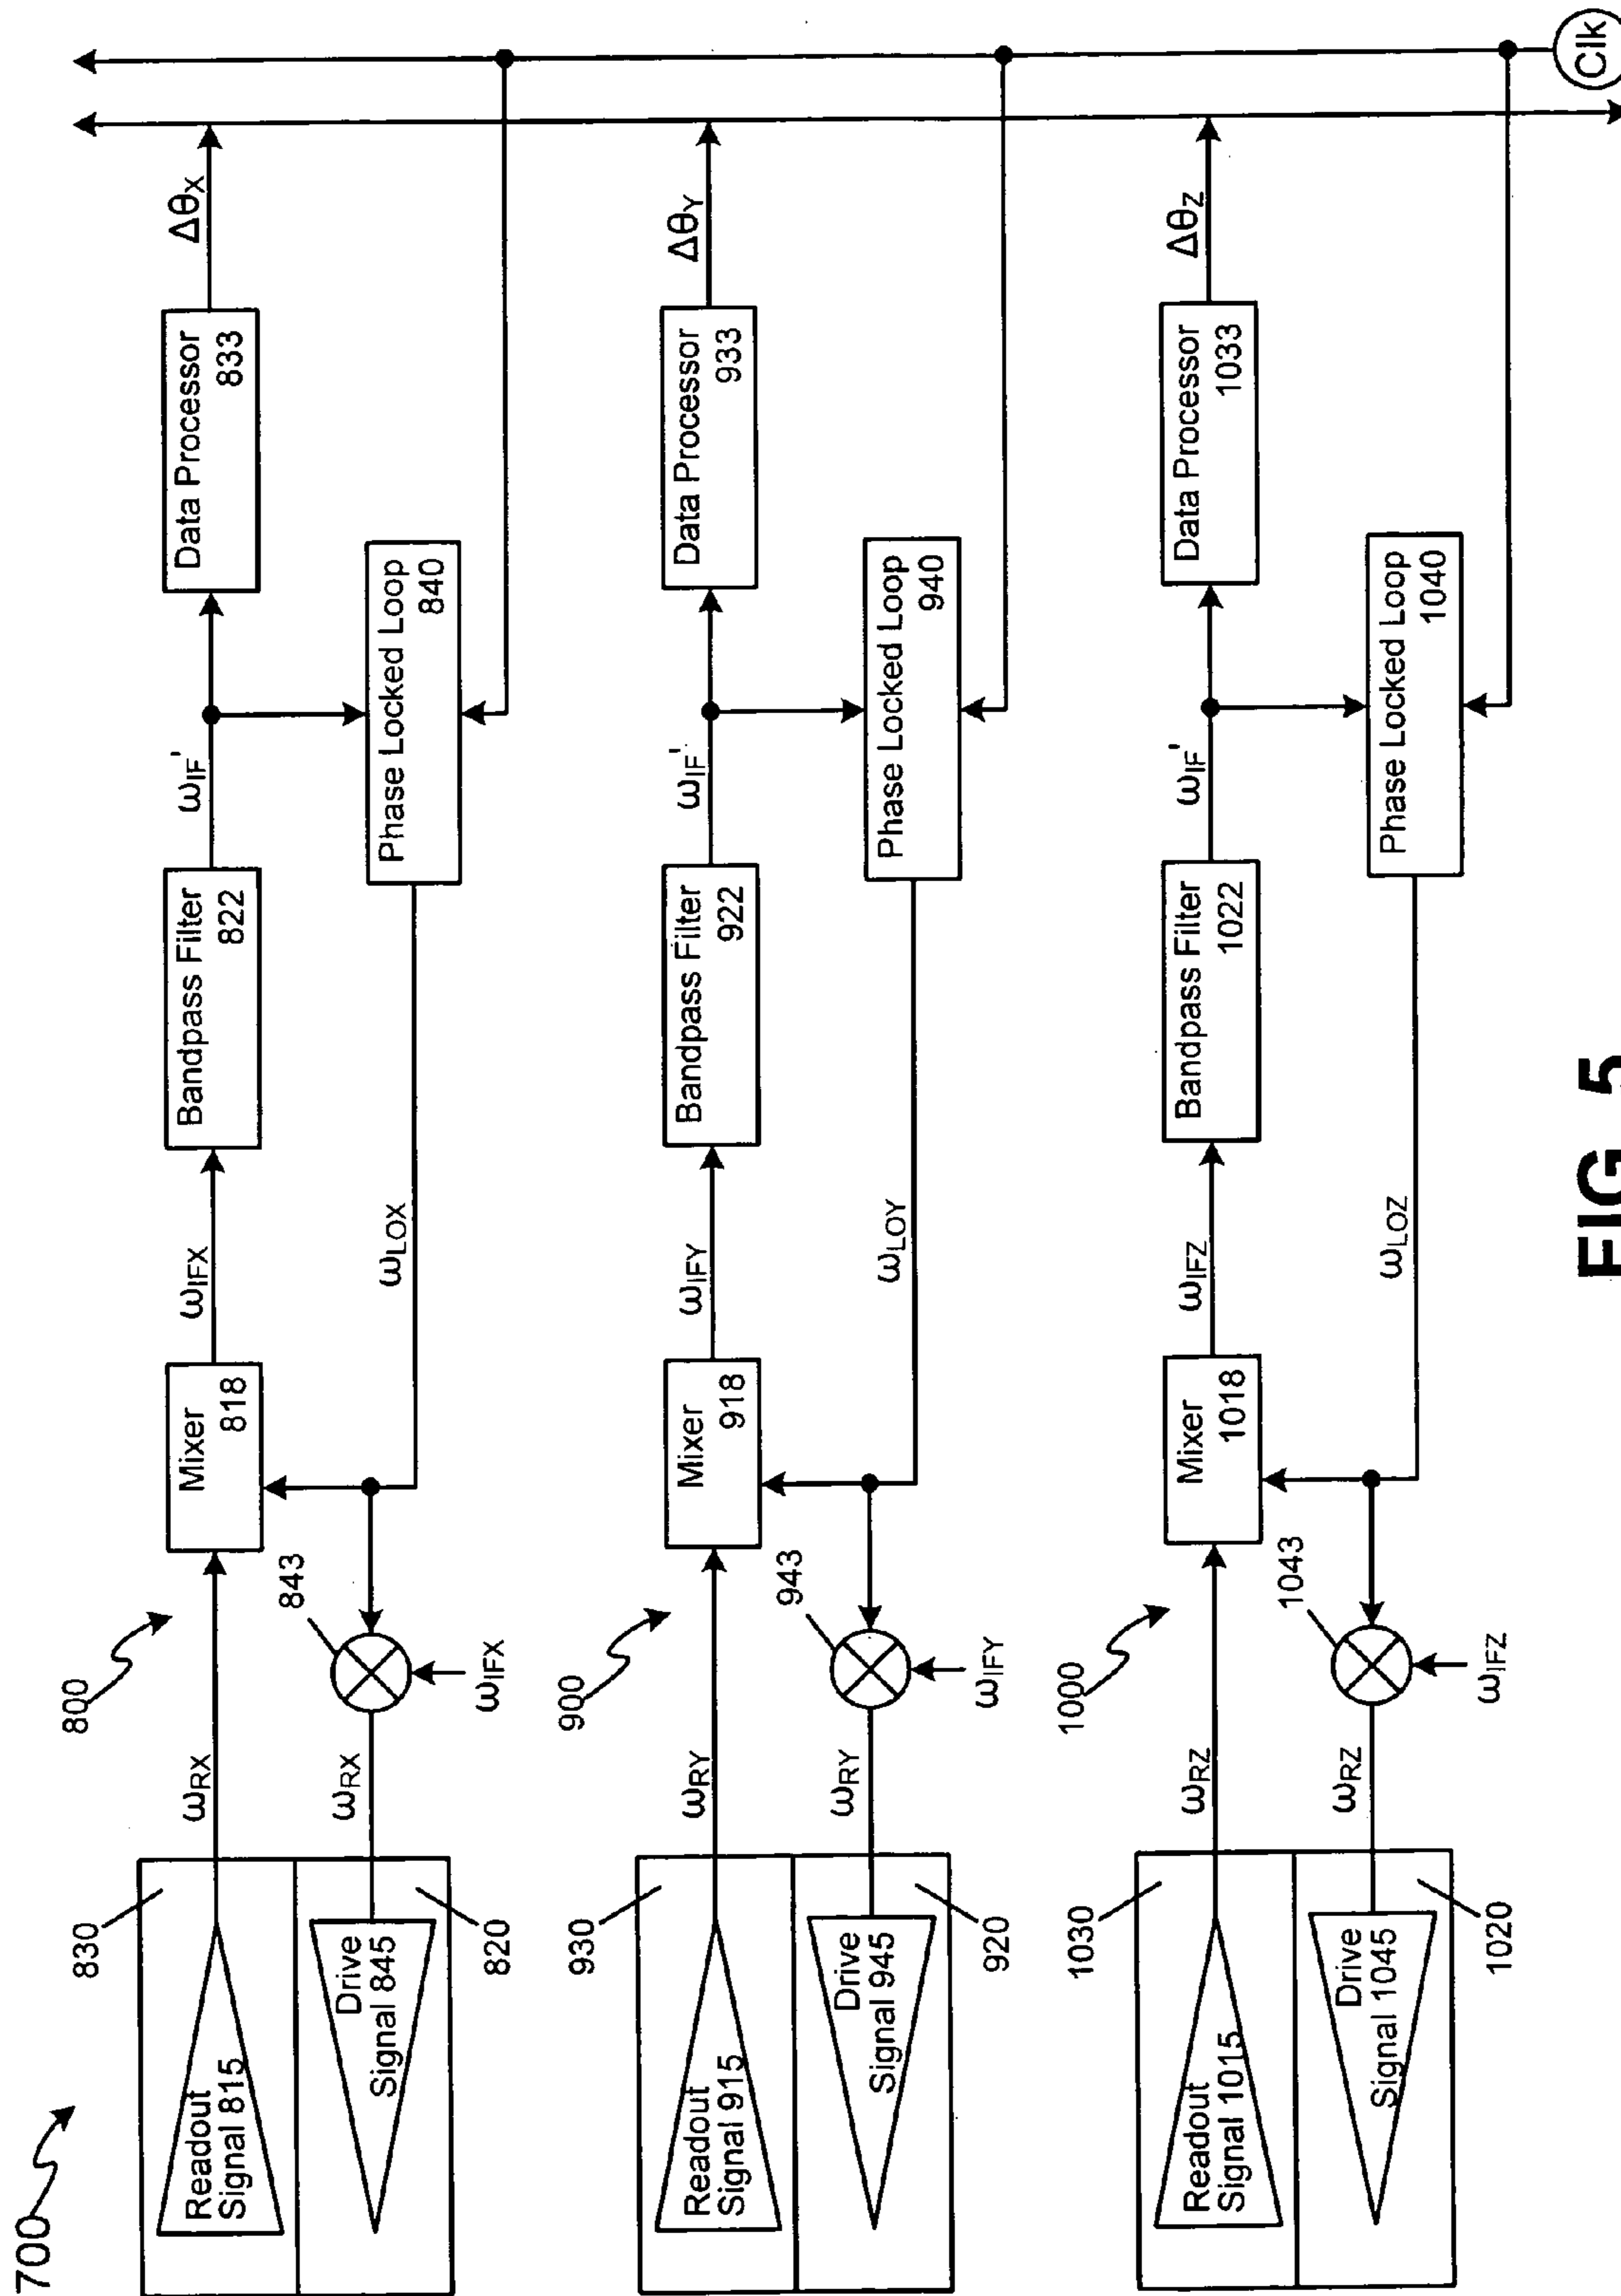 700
800
830
Readout
Signal 815
ωRX
Mixer
818
ωIFX
Bandpass Filter
822
ωIF'
Data Processor
833
ΔθX
Drive
Signal 845
820
ωRX
843
ωIFX
ωLOX
Phase Locked Loop
840
900
930
Readout
Signal 915
ωRY
Mixer
918
ωIFY
Bandpass Filter
922
ωIF'
Data Processor
933
ΔθY
Drive
Signal 945
920
ωRY
943
ωIFY
ωLOY
Phase Locked Loop
940
1000
1030
Readout
Signal 1015
ωRZ
Mixer
1018
ωIFZ
Bandpass Filter
1022
ωIF'
Data Processor
1033
ΔθZ
Drive
Signal 1045
1020
ωRZ
1043
ωIFZ
ωLOZ
Phase Locked Loop
1040
Clk
FIG 5